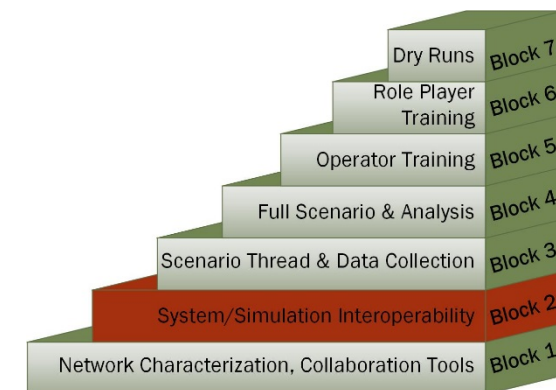 Dry Runs Block 7
Role Player
Training Block 6
Operator Training Block 5
Full Scenario & Analysis Block 4
Scenario Thread & Data Collection Block 3
System/Simulation Interoperability Block 2
Network Characterization, Collaboration Tools Block 1